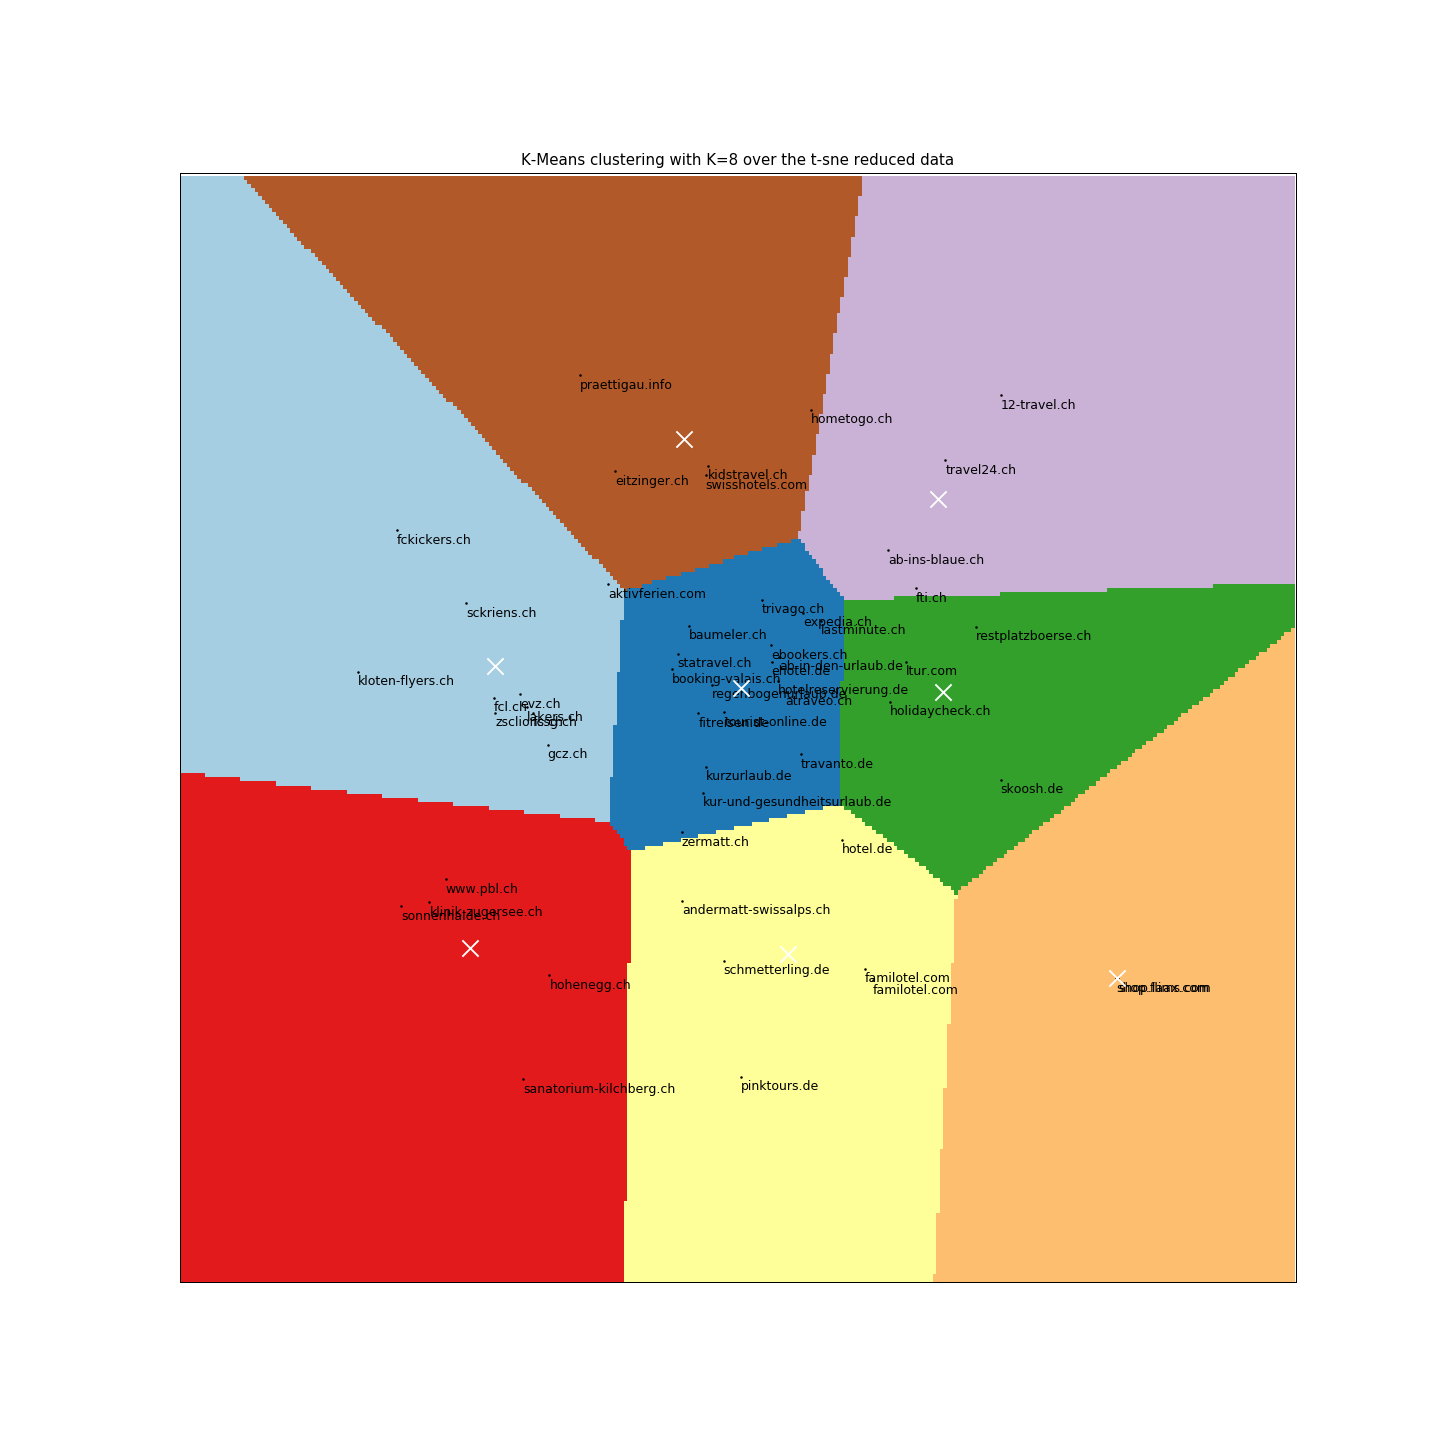 K-Means clustering with K=8 over the t-sne reduced data
praettigau.info
12-travel.ch
hometogo.ch
travel24.ch
kidstravel.ch
eitzinger.ch
swisshotels.com
fckickers.ch
ab-ins-blaue.ch
aktivferien.com
fti.ch
trivago.ch
sckriens.ch
expedia.ch
lastminute.ch
baumeler.ch
restplatzboerse.ch
ebookers.ch
statravel.ch
ab-in-den-urlaub.de
ehotel.de
ltur.com
booking-valais.ch
kloten-flyers.ch
hotelreservierung.de
regenbogenurlaub.de
atraveo.ch
evz.ch
fcl.ch
holidaycheck.ch
lakers.ch
zsclions.ch
fcsg.ch
fitreisen.de
tourist-online.de
gcz.ch
travanto.de
kurzurlaub.de
skoosh.de
kur-und-gesundheitsurlaub.de
zermatt.ch
hotel.de
www.pbl.ch
andermatt-swissalps.ch
klinik-zugersee.ch
sonnenhalde.ch
schmetterling.de
familotel.com
hohenegg.ch
shop.flims.com
familotel.com
pinktours.de
sanatorium-kilchberg.ch